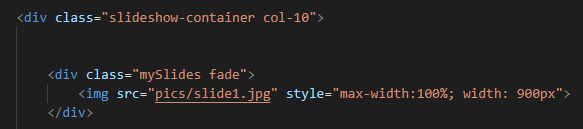 <div class="slideshow-container col-10">
<div class="mySlides fade">
<img src="pics/slide1.jpg" style="max-width:100%; width: 900px">
</div>